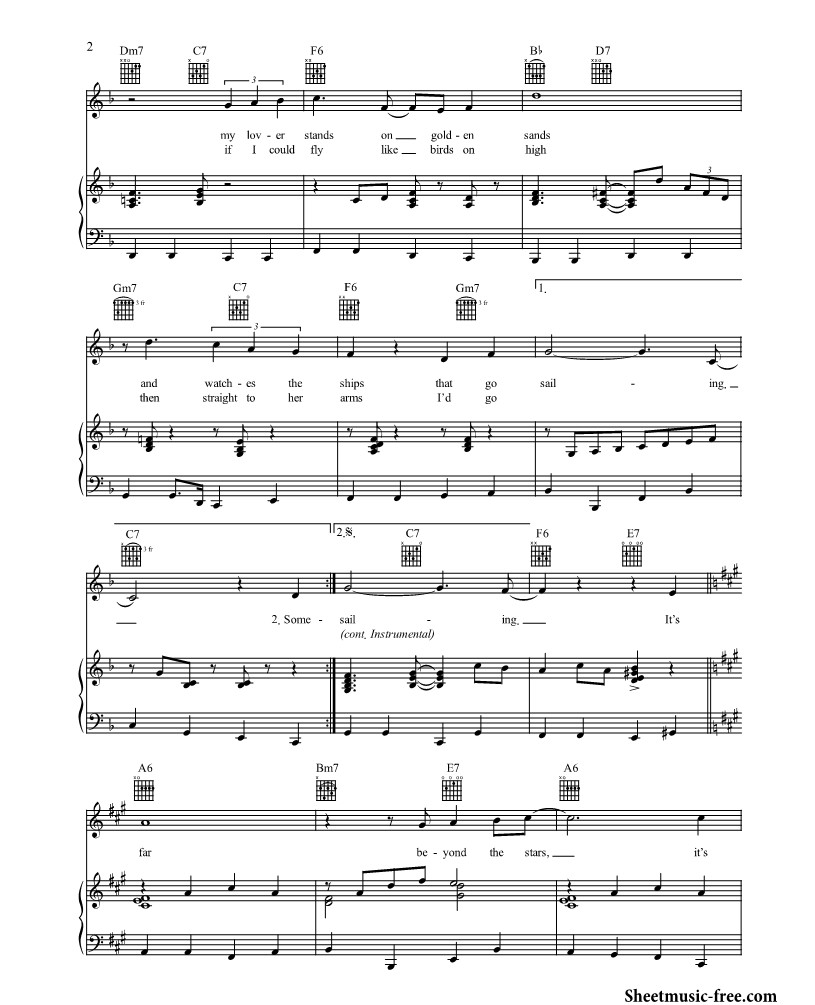 2
Dm7 C7 F6 B♭ D7
3
my lov - er stands on golden sands
if I could fly like birds on high
3
Gm7 C7 F6 Gm7 1.
3 fr 3 fr
3
and watch - es the ships that go sail - ing,
then straight to her arms I'd go
C7 2.𝄋. C7 F6 E7
3 fr
2. Some - sail - ing, It's
(cont. Instrumental)
A6 Bm7 E7 A6
far be - yond the stars, it's
Sheetmusic-free.com